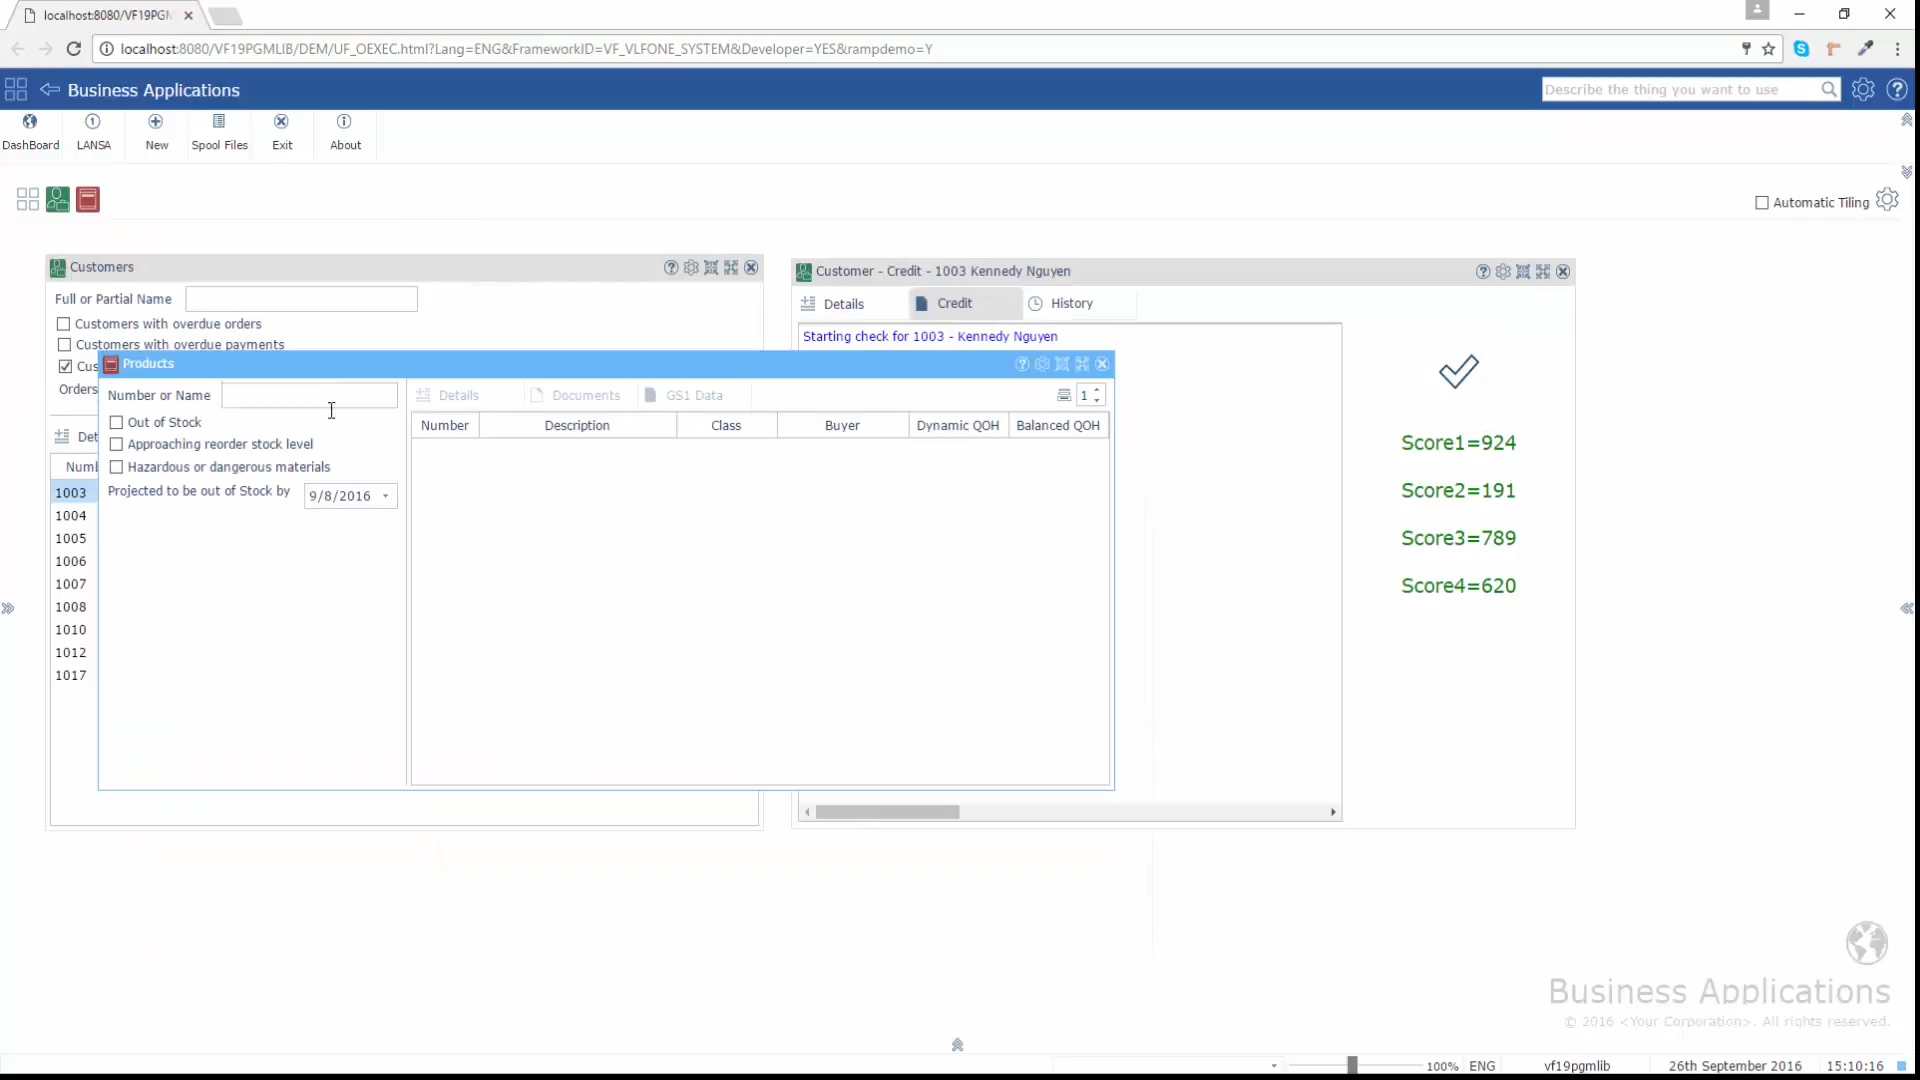 localhost:8080/VF19PGM
localhost:8080/VF19PGMLIB/DEM/UF_OEXEC.html?Lang=ENG&FrameworkID=VF_VLFONE_SYSTEM&Developer=YES&rampdemo=Y
Business Applications
Describe the thing you want to use
DashBoard LANSA New Spool Files Exit About
Automatic Tiling
Customers
Full or Partial Name
Customers with overdue orders
Customers with overdue payments
Cus
Orders
Det
Numl
1003
1004
1005
1006
1007
1008
1010
1012
1017
Customer - Credit - 1003 Kennedy Nguyen
Details Credit History
Starting check for 1003 - Kennedy Nguyen
Score1=924
Score2=191
Score3=789
Score4=620
Products
Number or Name
Out of Stock
Approaching reorder stock level
Hazardous or dangerous materials
Projected to be out of Stock by 9/8/2016
Details Documents GS1 Data 1
Number Description Class Buyer Dynamic QOH Balanced QOH
Business Applications
© 2016 <Your Corporation>. All rights reserved.
100% ENG vf19pgmlib 26th September 2016 15:10:16